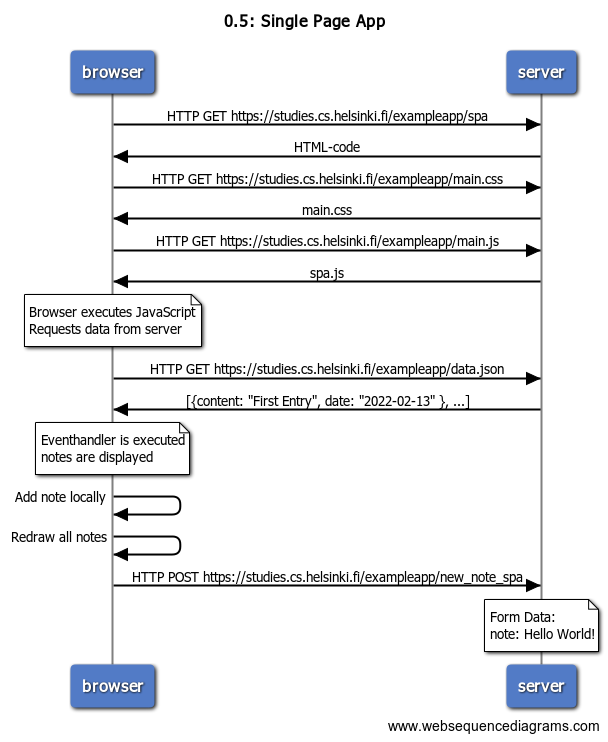 0.5: Single Page App
browser
server
HTTP GET https://studies.cs.helsinki.fi/exampleapp/spa
HTML-code
HTTP GET https://studies.cs.helsinki.fi/exampleapp/main.css
main.css
HTTP GET https://studies.cs.helsinki.fi/exampleapp/main.js
spa.js
Browser executes JavaScript
Requests data from server
HTTP GET https://studies.cs.helsinki.fi/exampleapp/data.json
[{content: "First Entry", date: "2022-02-13" }, ...]
Eventhandler is executed
notes are displayed
Add note locally
Redraw all notes
HTTP POST https://studies.cs.helsinki.fi/exampleapp/new_note_spa
Form Data:
note: Hello World!
browser
server
www.websequencediagrams.com